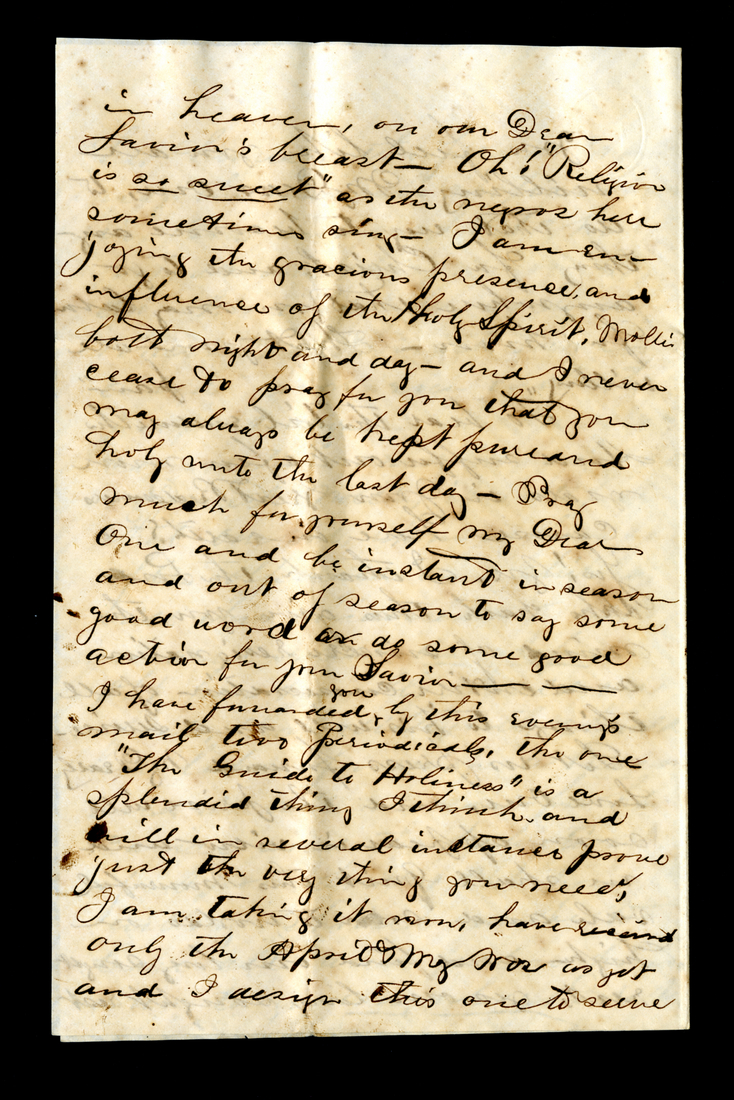 in heaven, on our Dear
Savior's breast — Oh! "Religion
is so sweet" as the negros here
sometimes sing — I am en-
joying the gracious presence, and
influence of the Holy Spirit, Mollie
both night and day — and I never
cease to pray for you that you
may always be kept pure and
holy unto the last day — Pray
much for yourself my Dear
One and be instant in season
and out of season to say some
good word or do some good
action for your Savior — —
I have forwarded you, by this evenings
mail two Periodicals, the one
"The Guide to Holiness" is a
splendid thing I think and
will in several instances prove
just the very thing you need,
I am taking it now, have received
only the April & May Nos as yet
and I design this one to serve